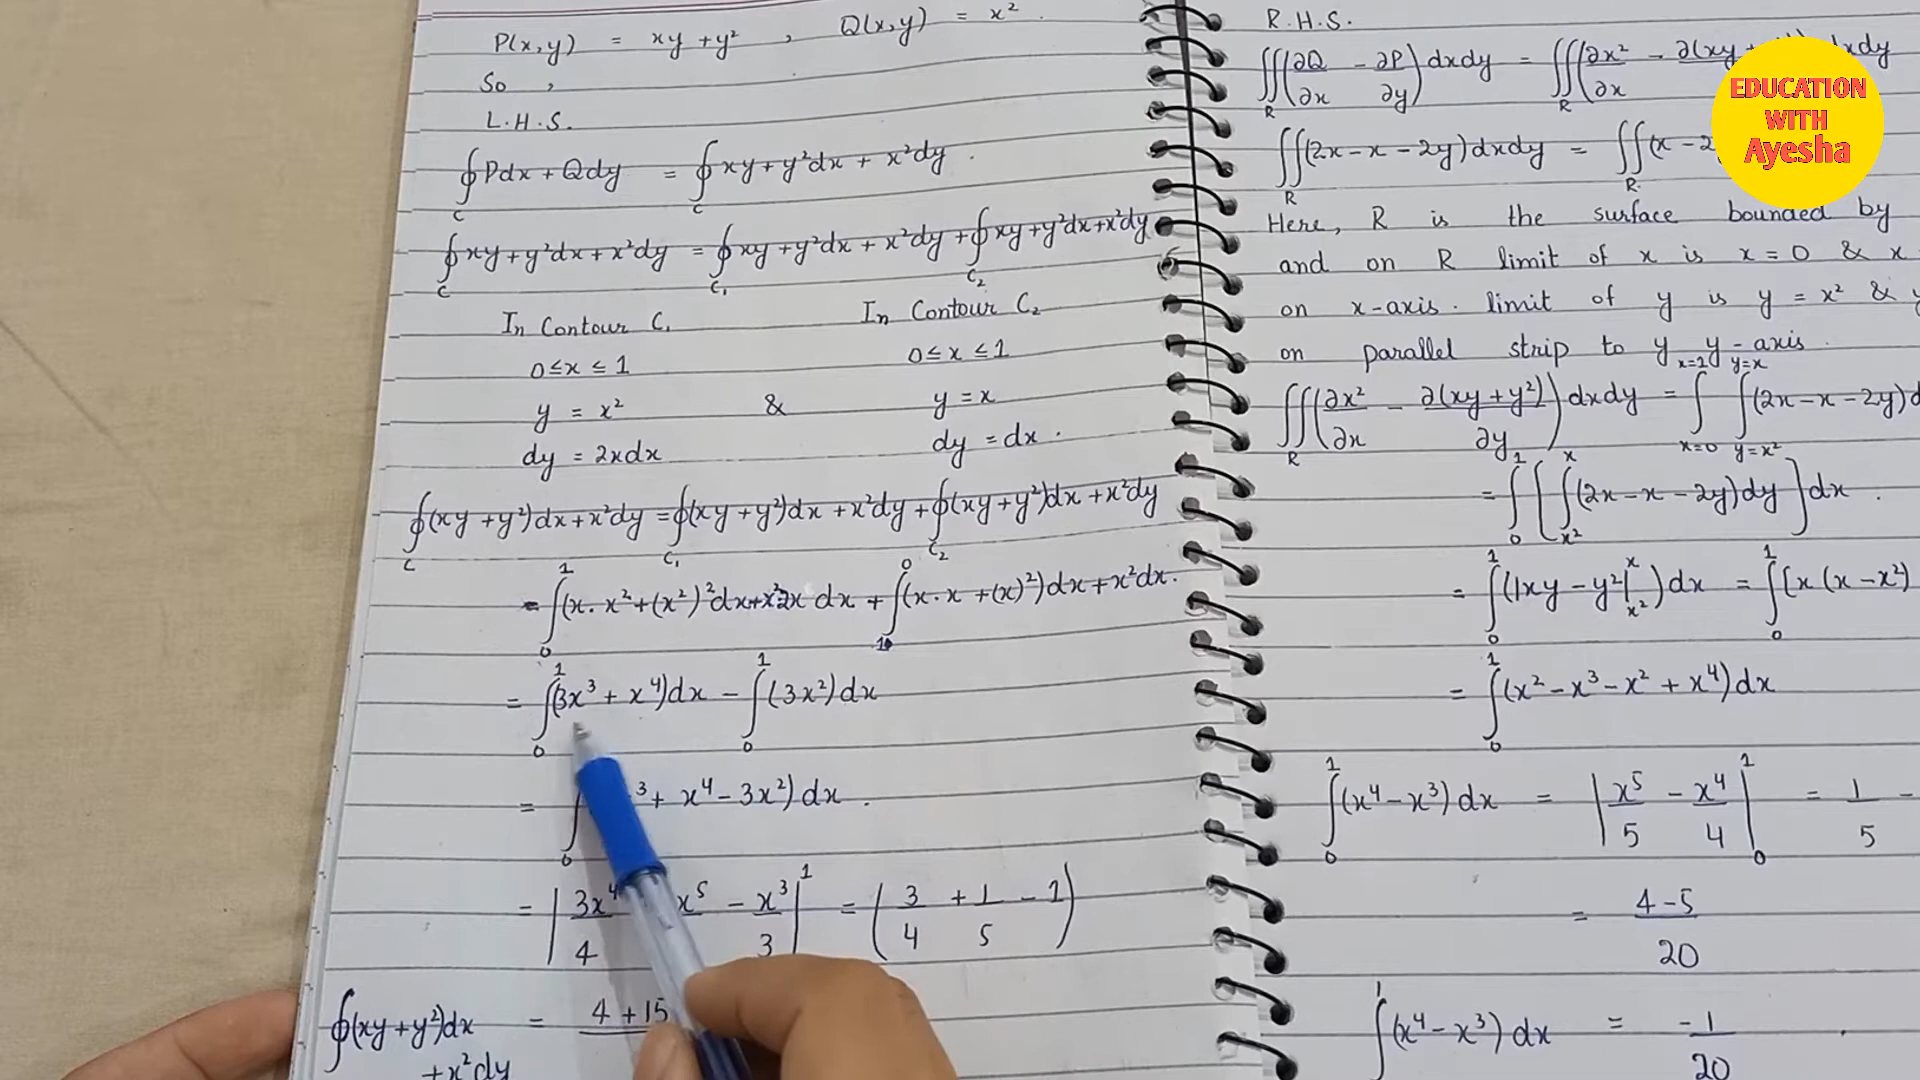 P(x,y) = xy + y² , Q(x,y) = x² .
So ,
L.H.S.
∮_C Pdx + Qdy = ∮_C xy + y²dx + x²dy .
∮_C xy + y²dx + x²dy = ∮_C₁ xy + y²dx + x²dy + ∮_C₂ xy + y²dx + x²dy
In Contour C₁ In Contour C₂
0 ≤ x ≤ 1 0 ≤ x ≤ 1
y = x² & y = x
dy = 2xdx dy = dx .
∮_C (xy + y²)dx + x²dy = ∮_C₁ (xy + y²)dx + x²dy + ∮_C₂ (xy + y²)dx + x²dy
= ∫₀¹ (x.x² + (x²)²dx + x²2x dx + ∫₁⁰ (x.x + (x)²)dx + x²dx.
= ∫₀¹ (3x³ + x⁴)dx - ∫₀¹ (3x²)dx
= ∫₀ ³ + x⁴ - 3x²)dx .
= | 3x⁴/4 x⁵ - x³/3 |¹ = ( 3/4 + 1/5 - 1 )
∮(xy + y²)dx + x²dy = 4 + 15
R.H.S.
∬_R (∂Q/∂x - ∂P/∂y) dxdy = ∬_R (∂x²/∂x - ∂(xy + dxdy
∬_R (2x - x - 2y)dxdy = ∬_R (x - 2
Here, R is the surface bounded by
and on R limit of x is x = 0 & x
on x-axis. limit of y is y = x² & y
on parallel strip to y y-axis.
∬_R (∂x²/∂x - ∂(xy + y²)/∂y) dxdy = ∫_{x=0}^{x=1} ∫_{y=x²}^{y=x} (2x - x - 2y)d
= ∫₀¹ [ ∫_{x²}^{x} (2x - x - 2y)dy ] dx .
= ∫₀¹ (1xy - y²|_{x²}^{x})dx = ∫₀¹ [x(x - x²)
= ∫₀¹ (x² - x³ - x² + x⁴)dx
∫₀¹ (x⁴ - x³)dx = | x⁵/5 - x⁴/4 |₀¹ = 1/5 -
= 4-5/20
∫¹ (x⁴ - x³)dx = -1/20 .
EDUCATION
WITH
Ayesha